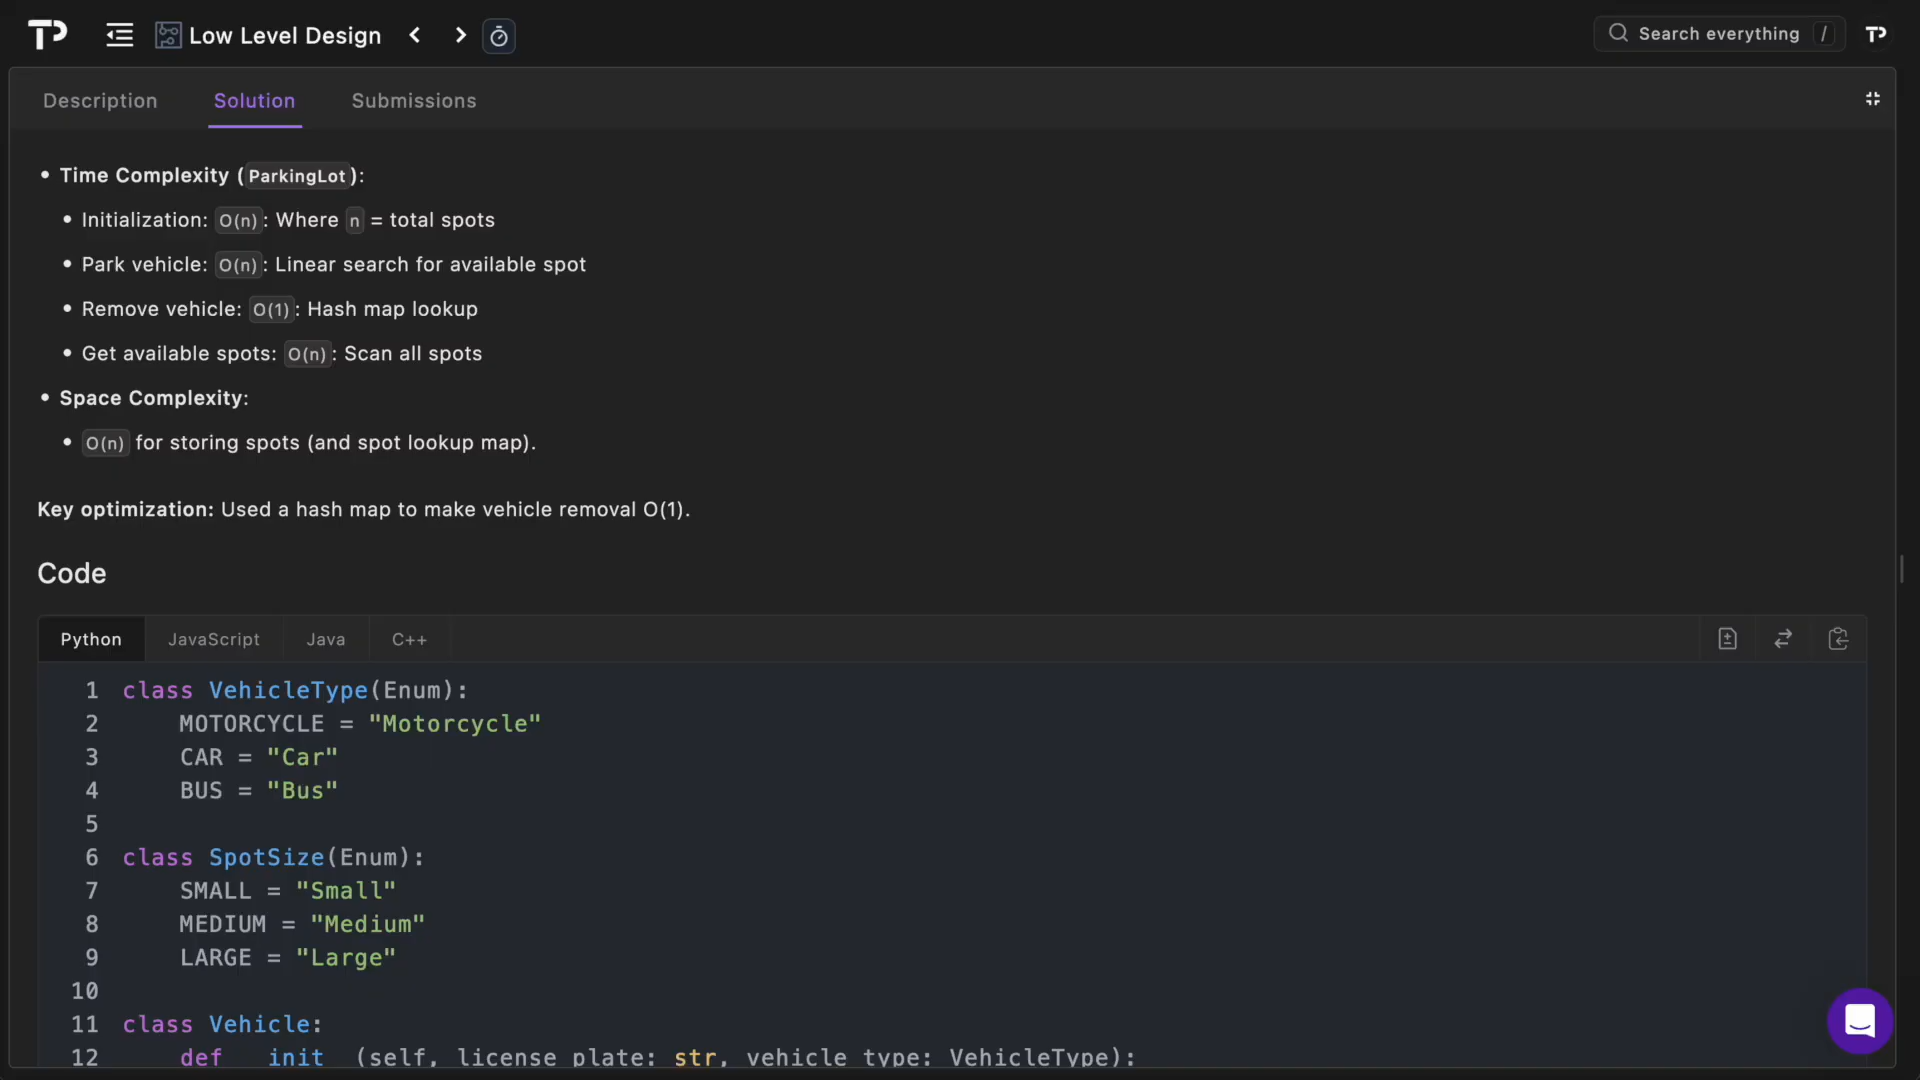 TP
Low Level Design
Search everything /
TP
Description Solution Submissions
• Time Complexity (ParkingLot):
• Initialization: O(n): Where n = total spots
• Park vehicle: O(n): Linear search for available spot
• Remove vehicle: O(1): Hash map lookup
• Get available spots: O(n): Scan all spots
• Space Complexity:
• O(n) for storing spots (and spot lookup map).
Key optimization: Used a hash map to make vehicle removal O(1).
Code
Python JavaScript Java C++
1 class VehicleType(Enum):
2 MOTORCYCLE = "Motorcycle"
3 CAR = "Car"
4 BUS = "Bus"
5
6 class SpotSize(Enum):
7 SMALL = "Small"
8 MEDIUM = "Medium"
9 LARGE = "Large"
10
11 class Vehicle:
12 def __init__(self, license_plate: str, vehicle_type: VehicleType):